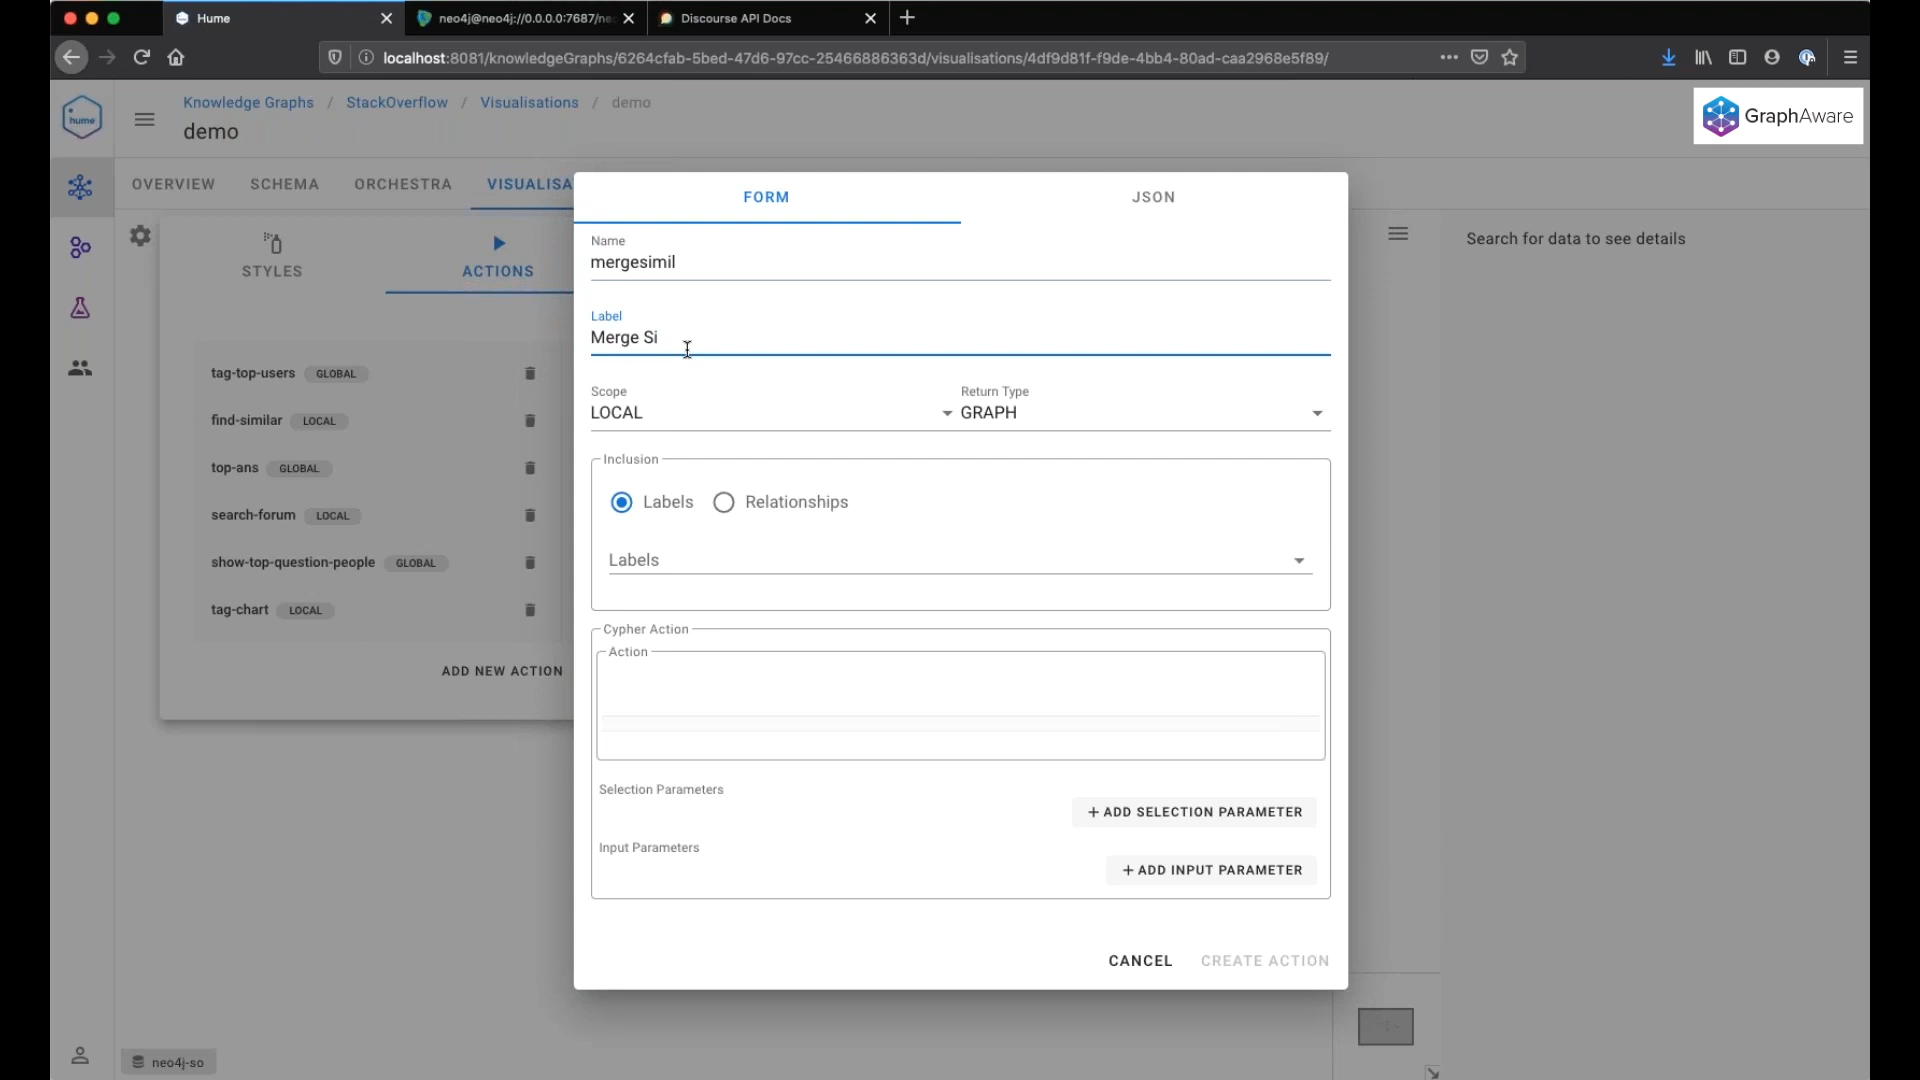 Home
neo4j@neo4j://0.0.0.0:7687/ne
Discourse API Docs
localhost:8081/knowledgeGraphs/6264cfab-5bed-47d6-97cc-25466886363d/visualisations/4df9d81f-f9de-4bb4-80ad-caa2968e5f89/
hume
Knowledge Graphs / StackOverflow / Visualisations / demo
demo
GraphAware
OVERVIEW SCHEMA ORCHESTRA VISUALISA
STYLES
ACTIONS
tag-top-users GLOBAL
find-similar LOCAL
top-ans GLOBAL
search-forum LOCAL
show-top-question-people GLOBAL
tag-chart LOCAL
ADD NEW ACTION
FORM
JSON
Name
mergesimil
Label
Merge Si
Scope
LOCAL
Return Type
GRAPH
Inclusion
Labels Relationships
Labels
Cypher Action
Action
Selection Parameters
+ ADD SELECTION PARAMETER
Input Parameters
+ ADD INPUT PARAMETER
CANCEL CREATE ACTION
Search for data to see details
neo4j-so